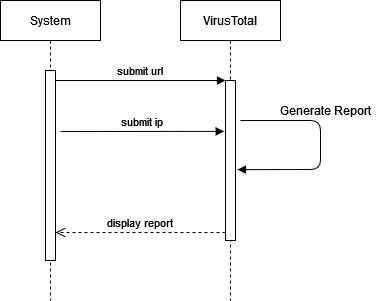 System
VirusTotal
submit url
Generate Report
submit ip
display report